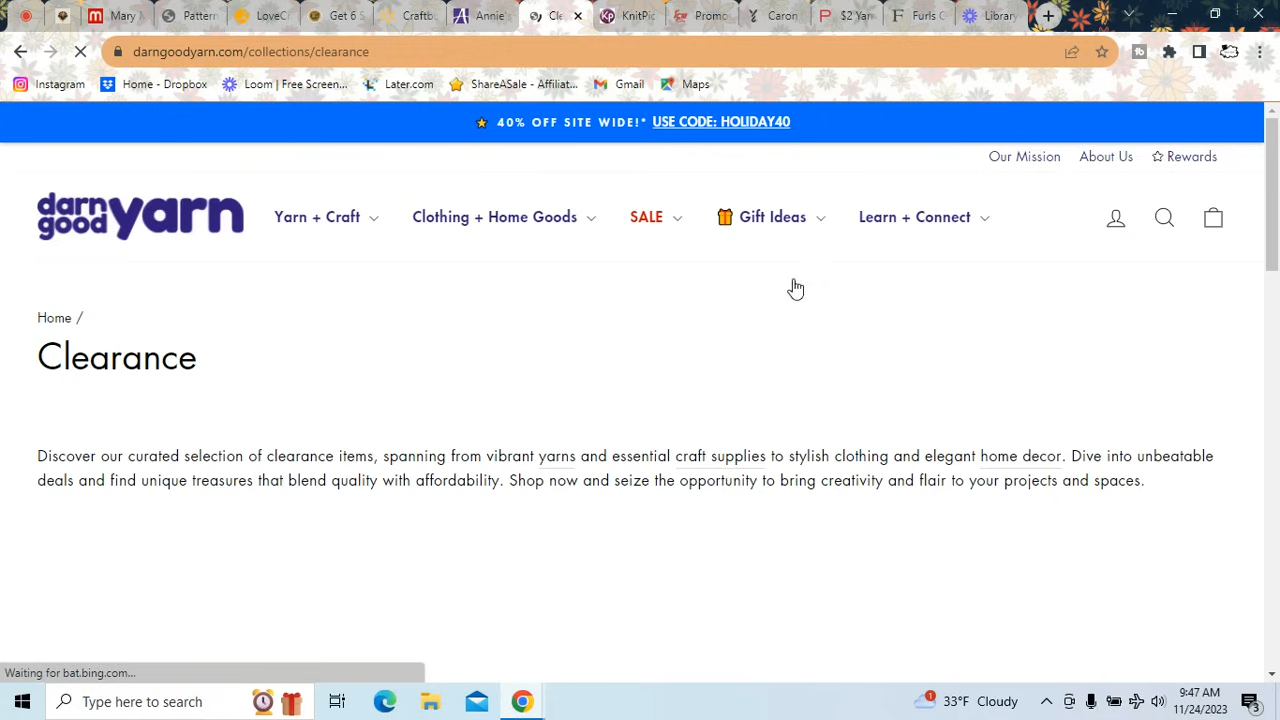 Mary
Pattern
LoveCr
Get 6 S
Craftbo
Annie's
Cle
KnitPic
Promo
Caron
$2 Yar
Furls C
Library
darngoodyarn.com/collections/clearance
Instagram
Home - Dropbox
Loom | Free Screen...
Later.com
ShareASale - Affiliat...
Gmail
Maps
40% OFF SITE WIDE!* USE CODE: HOLIDAY40
Our Mission
About Us
Rewards
darn good yarn
Yarn + Craft
Clothing + Home Goods
SALE
Gift Ideas
Learn + Connect
Home /
Clearance
Discover our curated selection of clearance items, spanning from vibrant yarns and essential craft supplies to stylish clothing and elegant home decor. Dive into unbeatable
deals and find unique treasures that blend quality with affordability. Shop now and seize the opportunity to bring creativity and flair to your projects and spaces.
Waiting for bat.bing.com...
Type here to search
1
33°F Cloudy
9:47 AM
11/24/2023
3